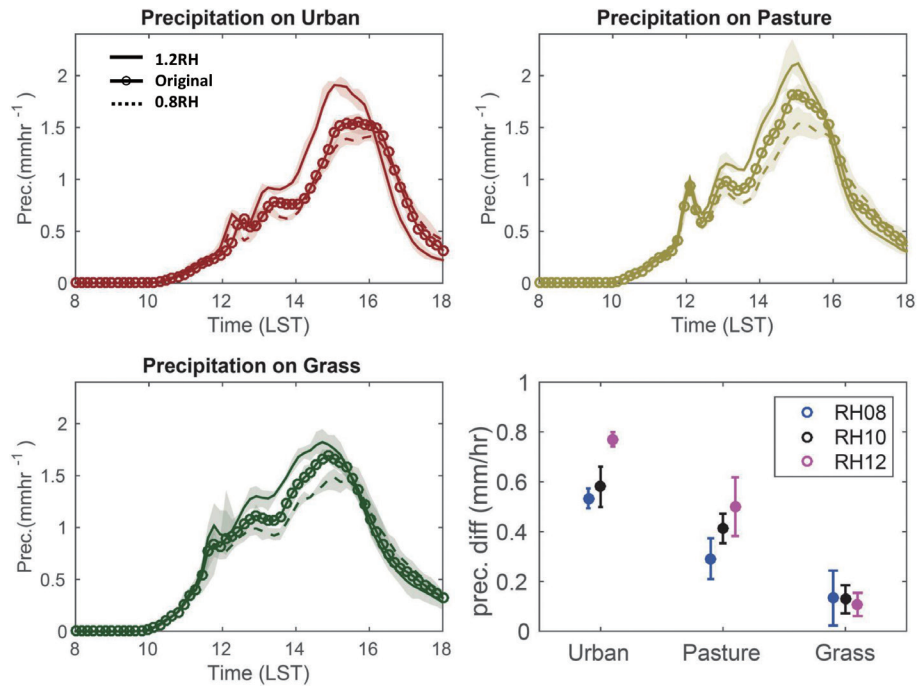 Precipitation on Urban
Prec.(mmhr -1 )
2
1.5
1
0.5
0
1.2RH
Original
0.8RH
8 10 12 14 16 18
Time (LST)
Precipitation on Pasture
Prec.(mmhr -1 )
2
1.5
1
0.5
0
8 10 12 14 16 18
Time (LST)
Precipitation on Grass
Prec.(mmhr -1 )
2
1.5
1
0.5
0
8 10 12 14 16 18
Time (LST)
prec. diff (mm/hr)
1
0.8
0.6
0.4
0.2
0
RH08
RH10
RH12
Urban Pasture Grass